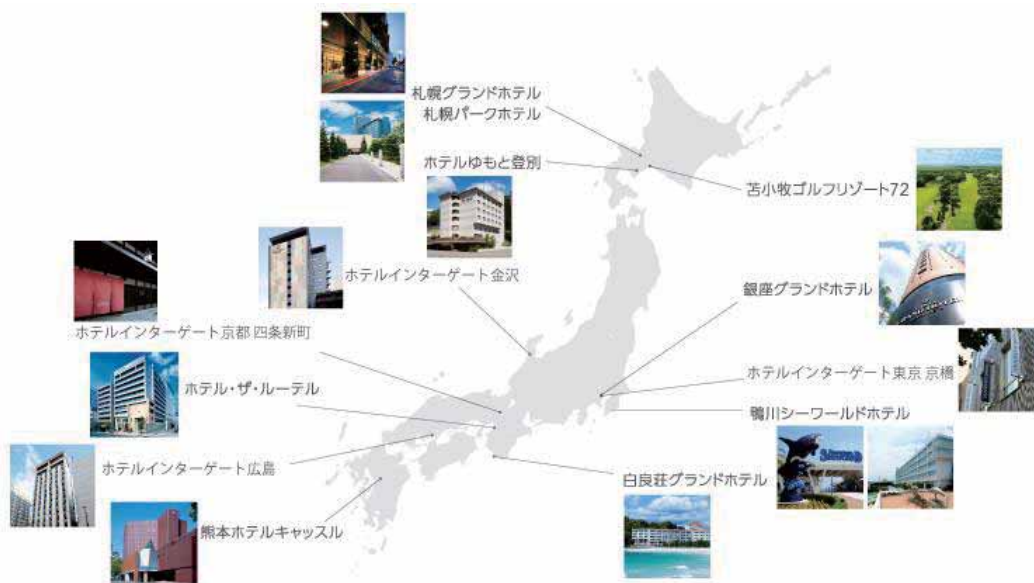 札幌グランドホテル
札幌パークホテル
ホテルゆもと登別
苫小牧ゴルフリゾート72
ホテルインターゲート金沢
銀座グランドホテル
ホテルインターゲート京都 四条新町
ホテルインターゲート東京 京橋
ホテル・ザ・ルーテル
鴨川シーワールドホテル
ホテルインターゲート広島
白良荘グランドホテル
熊本ホテルキャッスル